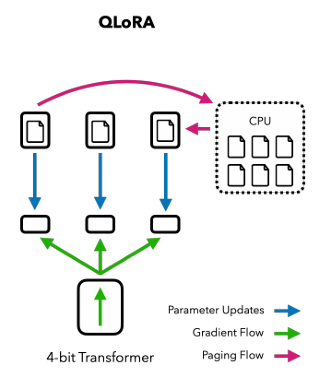 QLoRA
CPU
Parameter Updates
Gradient Flow
Paging Flow
4-bit Transformer